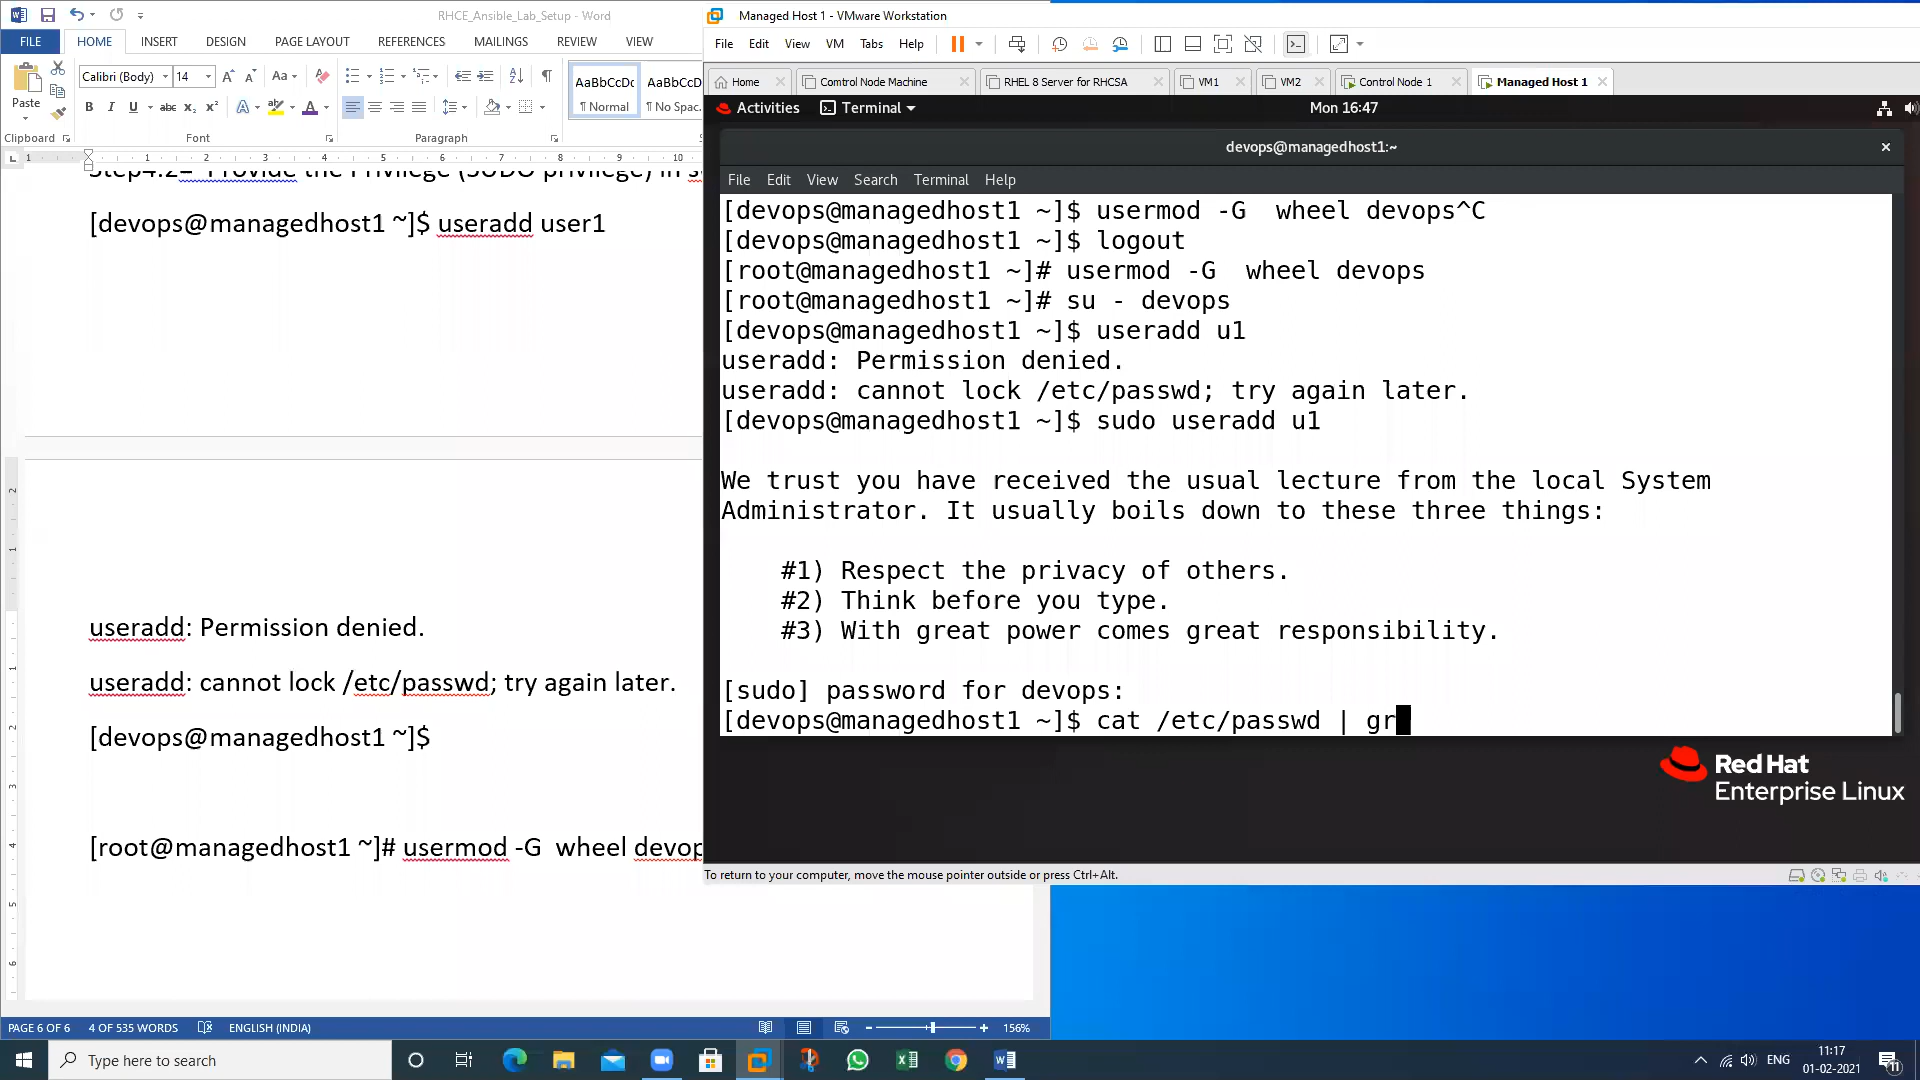 RHCE_Ansible_Lab_Setup - Word
FILE HOME INSERT DESIGN PAGE LAYOUT REFERENCES MAILINGS REVIEW VIEW
Calibri (Body) 14
Paste
AaBbCcDc AaBbCcDc
¶ Normal ¶ No Spac...
Clipboard Font Paragraph
[devops@managedhost1 ~]$ useradd user1
useradd: Permission denied.
useradd: cannot lock /etc/passwd; try again later.
[devops@managedhost1 ~]$
[root@managedhost1 ~]# usermod -G  wheel devop
PAGE 6 OF 6 4 OF 535 WORDS ENGLISH (INDIA) 156%
Managed Host 1 - VMware Workstation
File Edit View VM Tabs Help
Home Comtrol Node Machine RHEL 8 Server for RHCSA VM1 VM2 Control Node 1 Managed Host 1
Activities Terminal Mon 16:47
devops@managedhost1:~
File Edit View Search Terminal Help
[devops@managedhost1 ~]$ usermod -G  wheel devops^C
[devops@managedhost1 ~]$ logout
[root@managedhost1 ~]# usermod -G  wheel devops
[root@managedhost1 ~]# su - devops
[devops@managedhost1 ~]$ useradd u1
useradd: Permission denied.
useradd: cannot lock /etc/passwd; try again later.
[devops@managedhost1 ~]$ sudo useradd u1
We trust you have received the usual lecture from the local System
Administrator. It usually boils down to these three things:
#1) Respect the privacy of others.
#2) Think before you type.
#3) With great power comes great responsibility.
[sudo] password for devops:
[devops@managedhost1 ~]$ cat /etc/passwd | gr
Red Hat
Enterprise Linux
To return to your computer, move the mouse pointer outside or press Ctrl+Alt.
Type here to search
ENG
11:17
01-02-2021